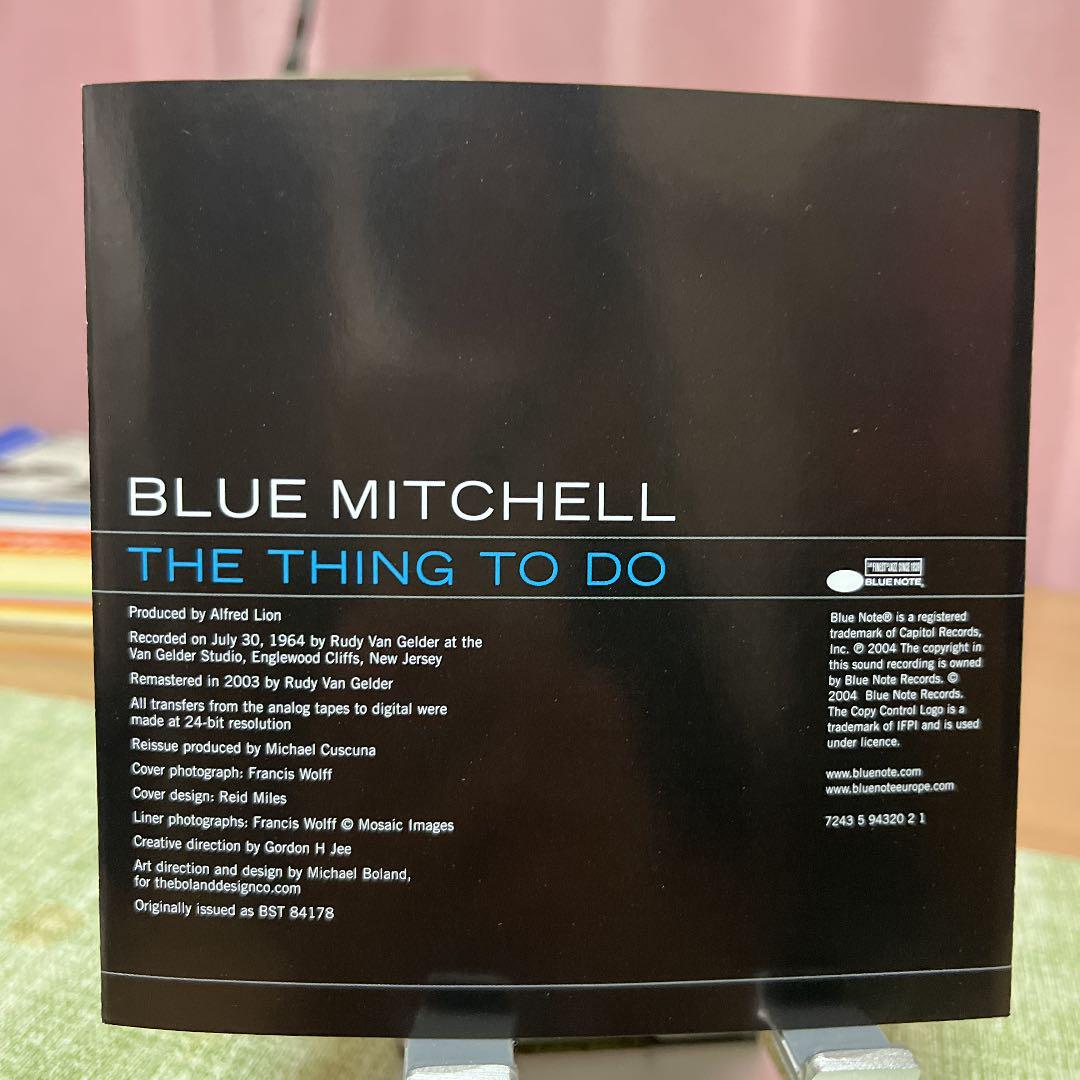 BLUE MITCHELL
THE THING TO DO
Produced by Alfred Lion
Recorded on July 30, 1964 by Rudy Van Gelder at the
Van Gelder Studio, Englewood Cliffs, New Jersey
Remastered in 2003 by Rudy Van Gelder
All transfers from the analog tapes to digital were
made at 24-bit resolution
Reissue produced by Michael Cuscuna
Cover photograph: Francis Wolff
Cover design: Reid Miles
Liner photographs: Francis Wolff © Mosaic Images
Creative direction by Gordon H Jee
Art direction and design by Michael Boland,
for thebolanddesignco.com
Originally issued as BST 84178
THE FINEST IN JAZZ SINCE 1939
BLUE NOTE
Blue Note® is a registered
trademark of Capitol Records,
Inc. ℗ 2004 The copyright in
this sound recording is owned
by Blue Note Records. ©
2004 Blue Note Records.
The Copy Control Logo is a
trademark of IFPI and is used
under licence.
www.bluenote.com
www.bluenoteeurope.com
7243 5 94320 2 1